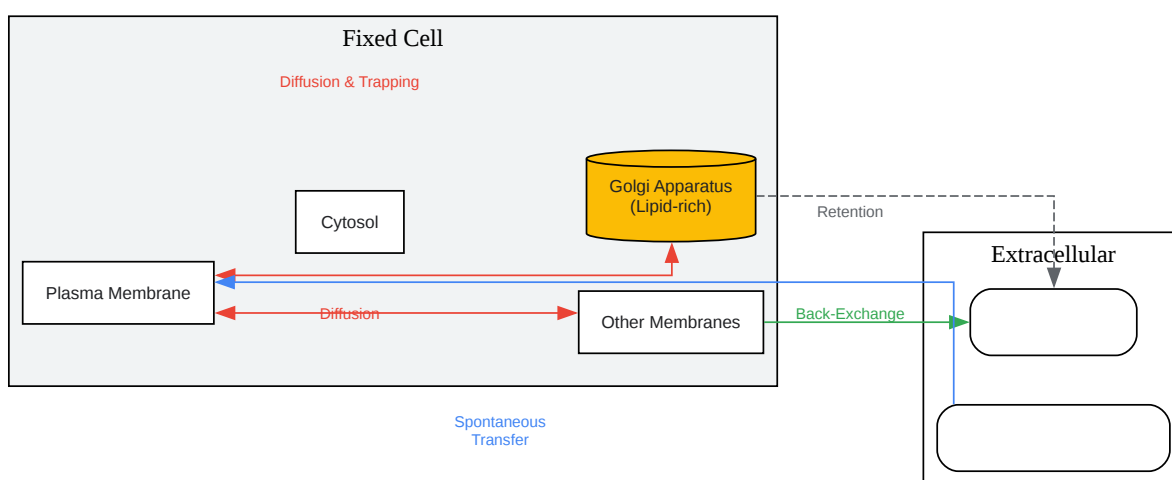 Fixed Cell
Diffusion & Trapping
Golgi Apparatus
(Lipid-rich)
Cytosol
Retention
Extracellular
Plasma Membrane
Diffusion
Other Membranes
Back-Exchange
Spontaneous
Transfer